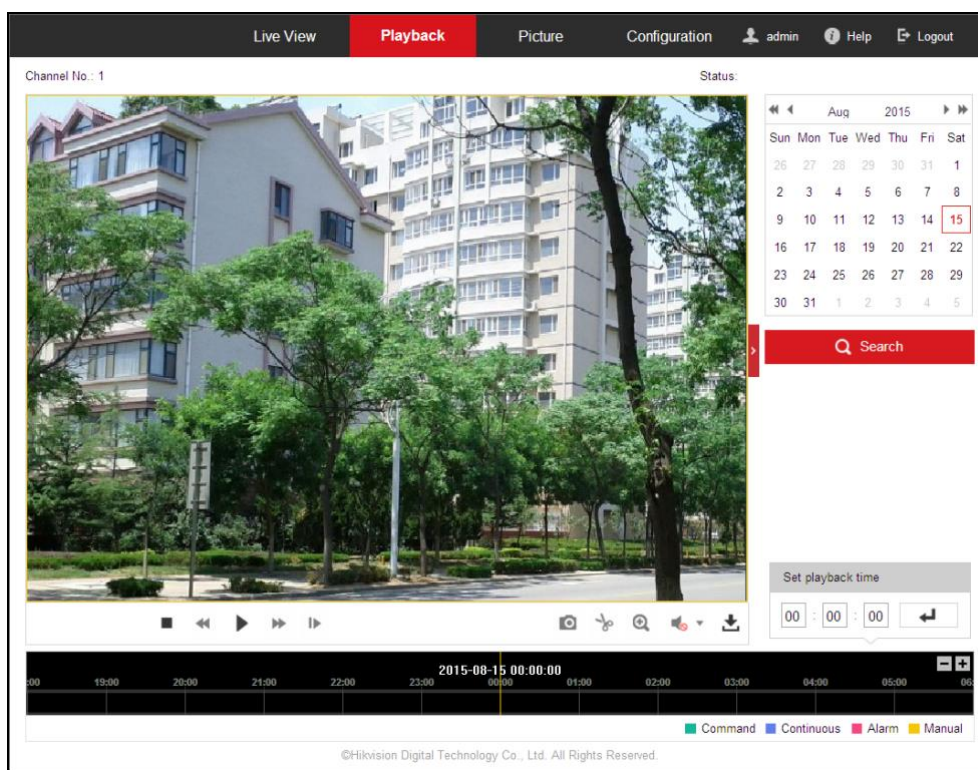 Live View Playback Picture Configuration admin Help Logout
Channel No.: 1 Status:
Aug 2015
Sun Mon Tue Wed Thu Fri Sat
26 27 28 29 30 31 1
2 3 4 5 6 7 8
9 10 11 12 13 14 15
16 17 18 19 20 21 22
23 24 25 26 27 28 29
30 31 1 2 3 4 5
Search
Set playback time
00 : 00 : 00
2015-08-15 00:00:00
:00 19:00 20:00 21:00 22:00 23:00 00:00 01:00 02:00 03:00 04:00 05:00 06:
Command Continuous Alarm Manual
©Hikvision Digital Technology Co., Ltd. All Rights Reserved.